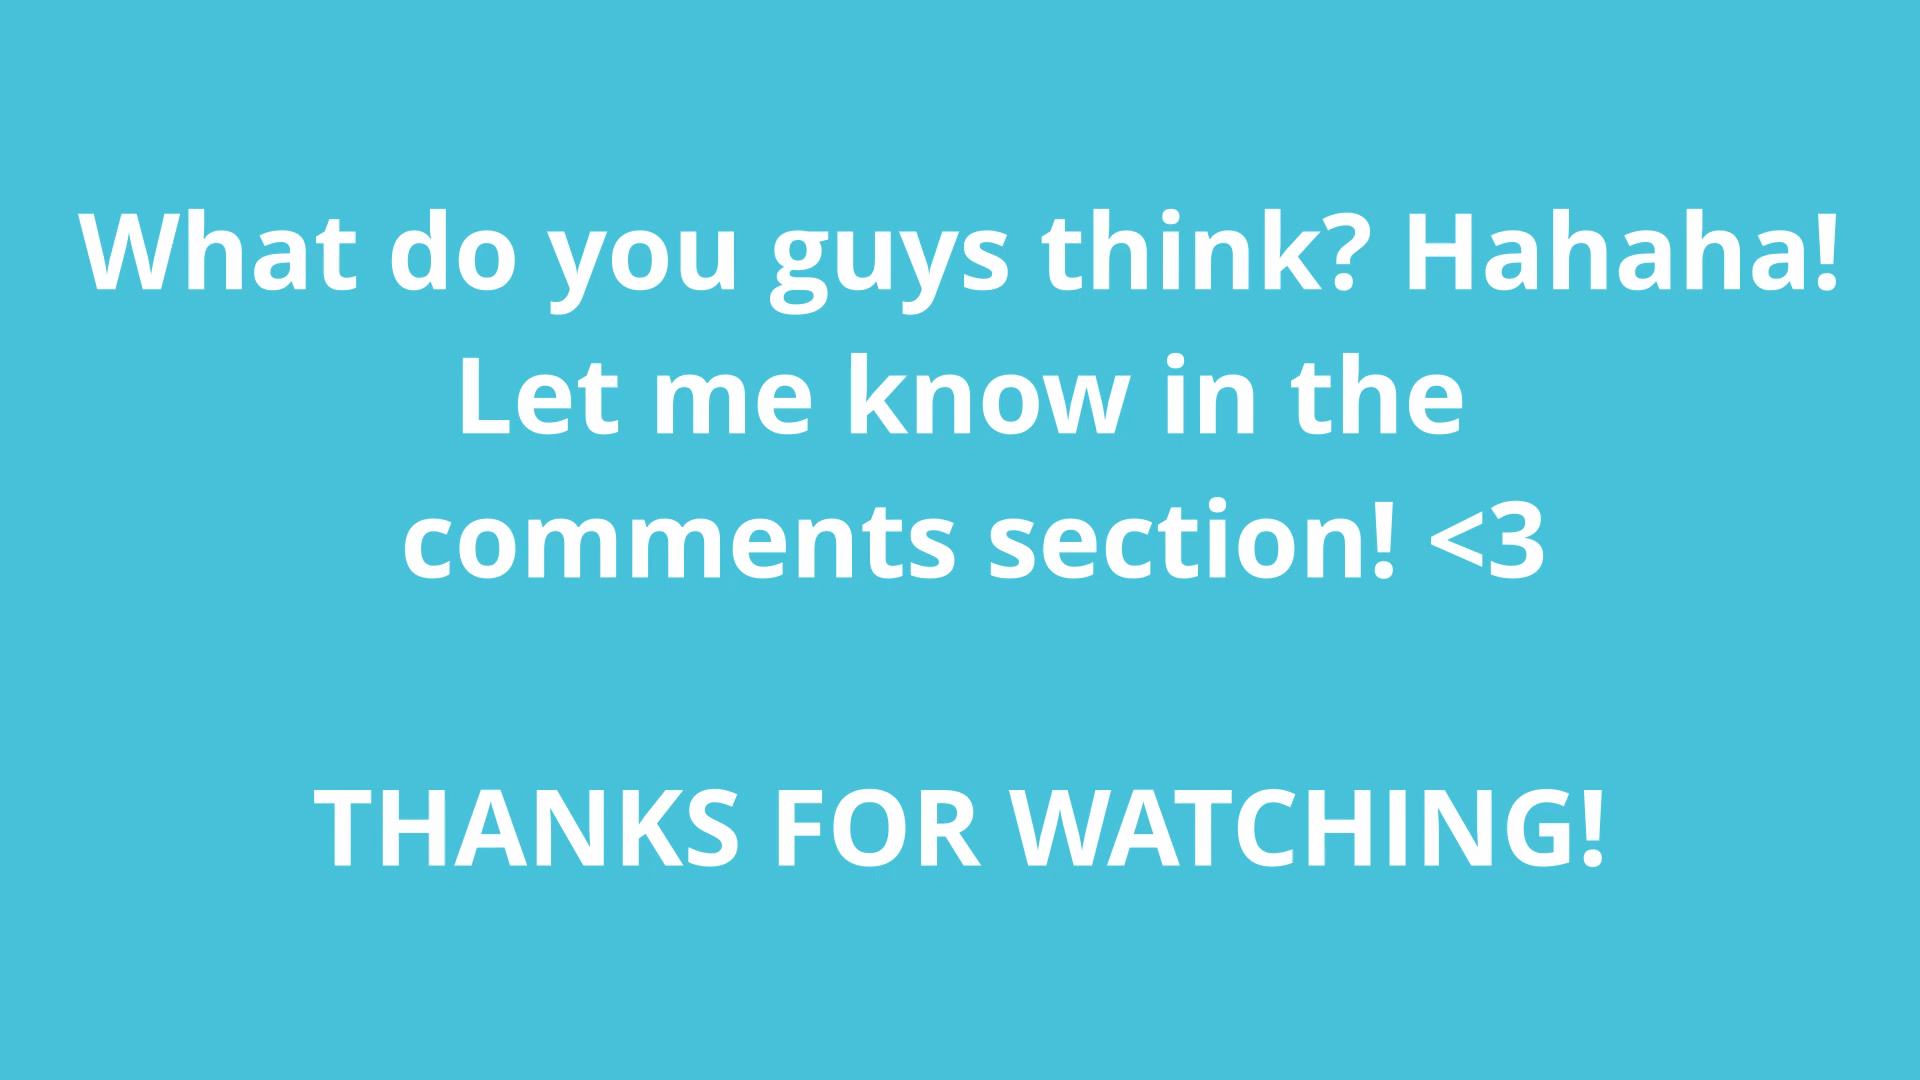 What do you guys think? Hahaha!
Let me know in the
comments section! <3
THANKS FOR WATCHING!